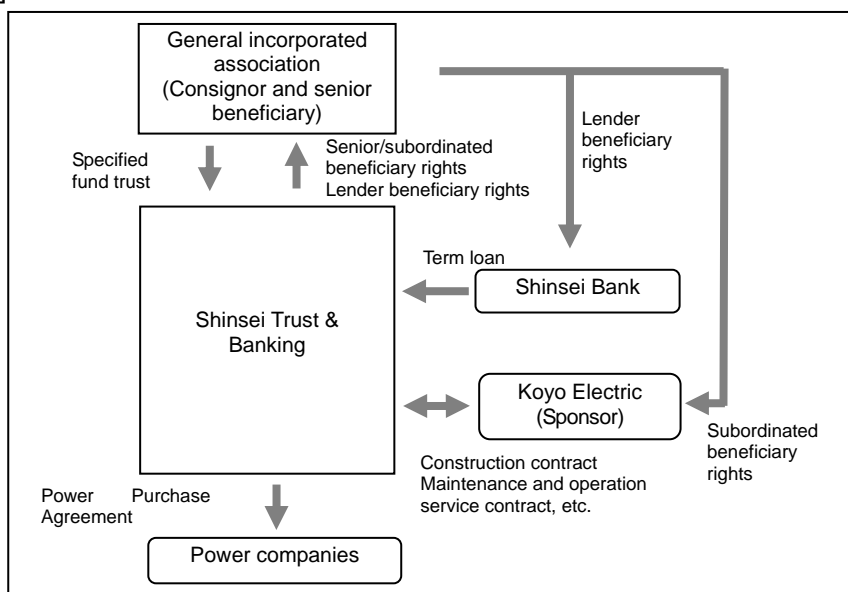 ]
General incorporated
association
(Consignor and senior
beneficiary)
Specified
fund trust
Senior/subordinated
beneficiary rights
Lender beneficiary rights
Lender
beneficiary
rights
Term loan
Shinsei Bank
Shinsei Trust &
Banking
Koyo Electric
(Sponsor)
Subordinated
beneficiary
rights
Construction contract
Maintenance and operation
service contract, etc.
Power Purchase
Agreement
Power companies